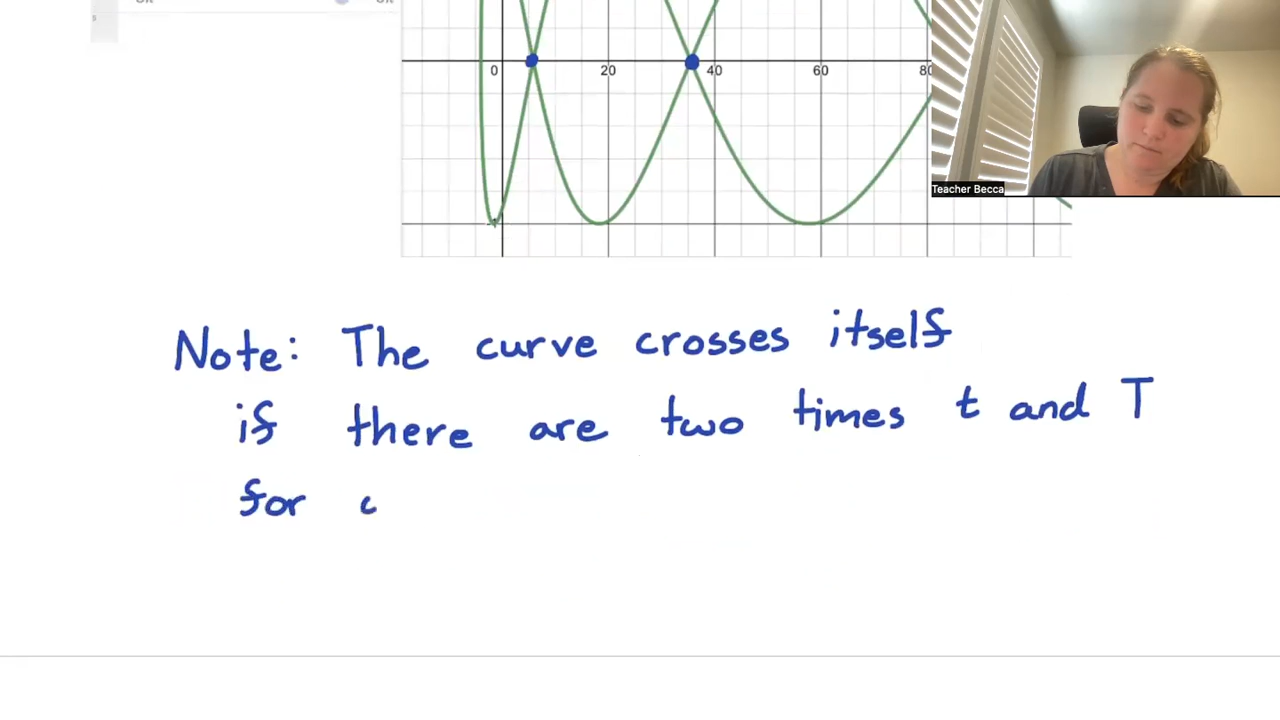 0 20 40 60 80
Teacher Becca
Note: The curve crosses itself
if there are two times t and T
for